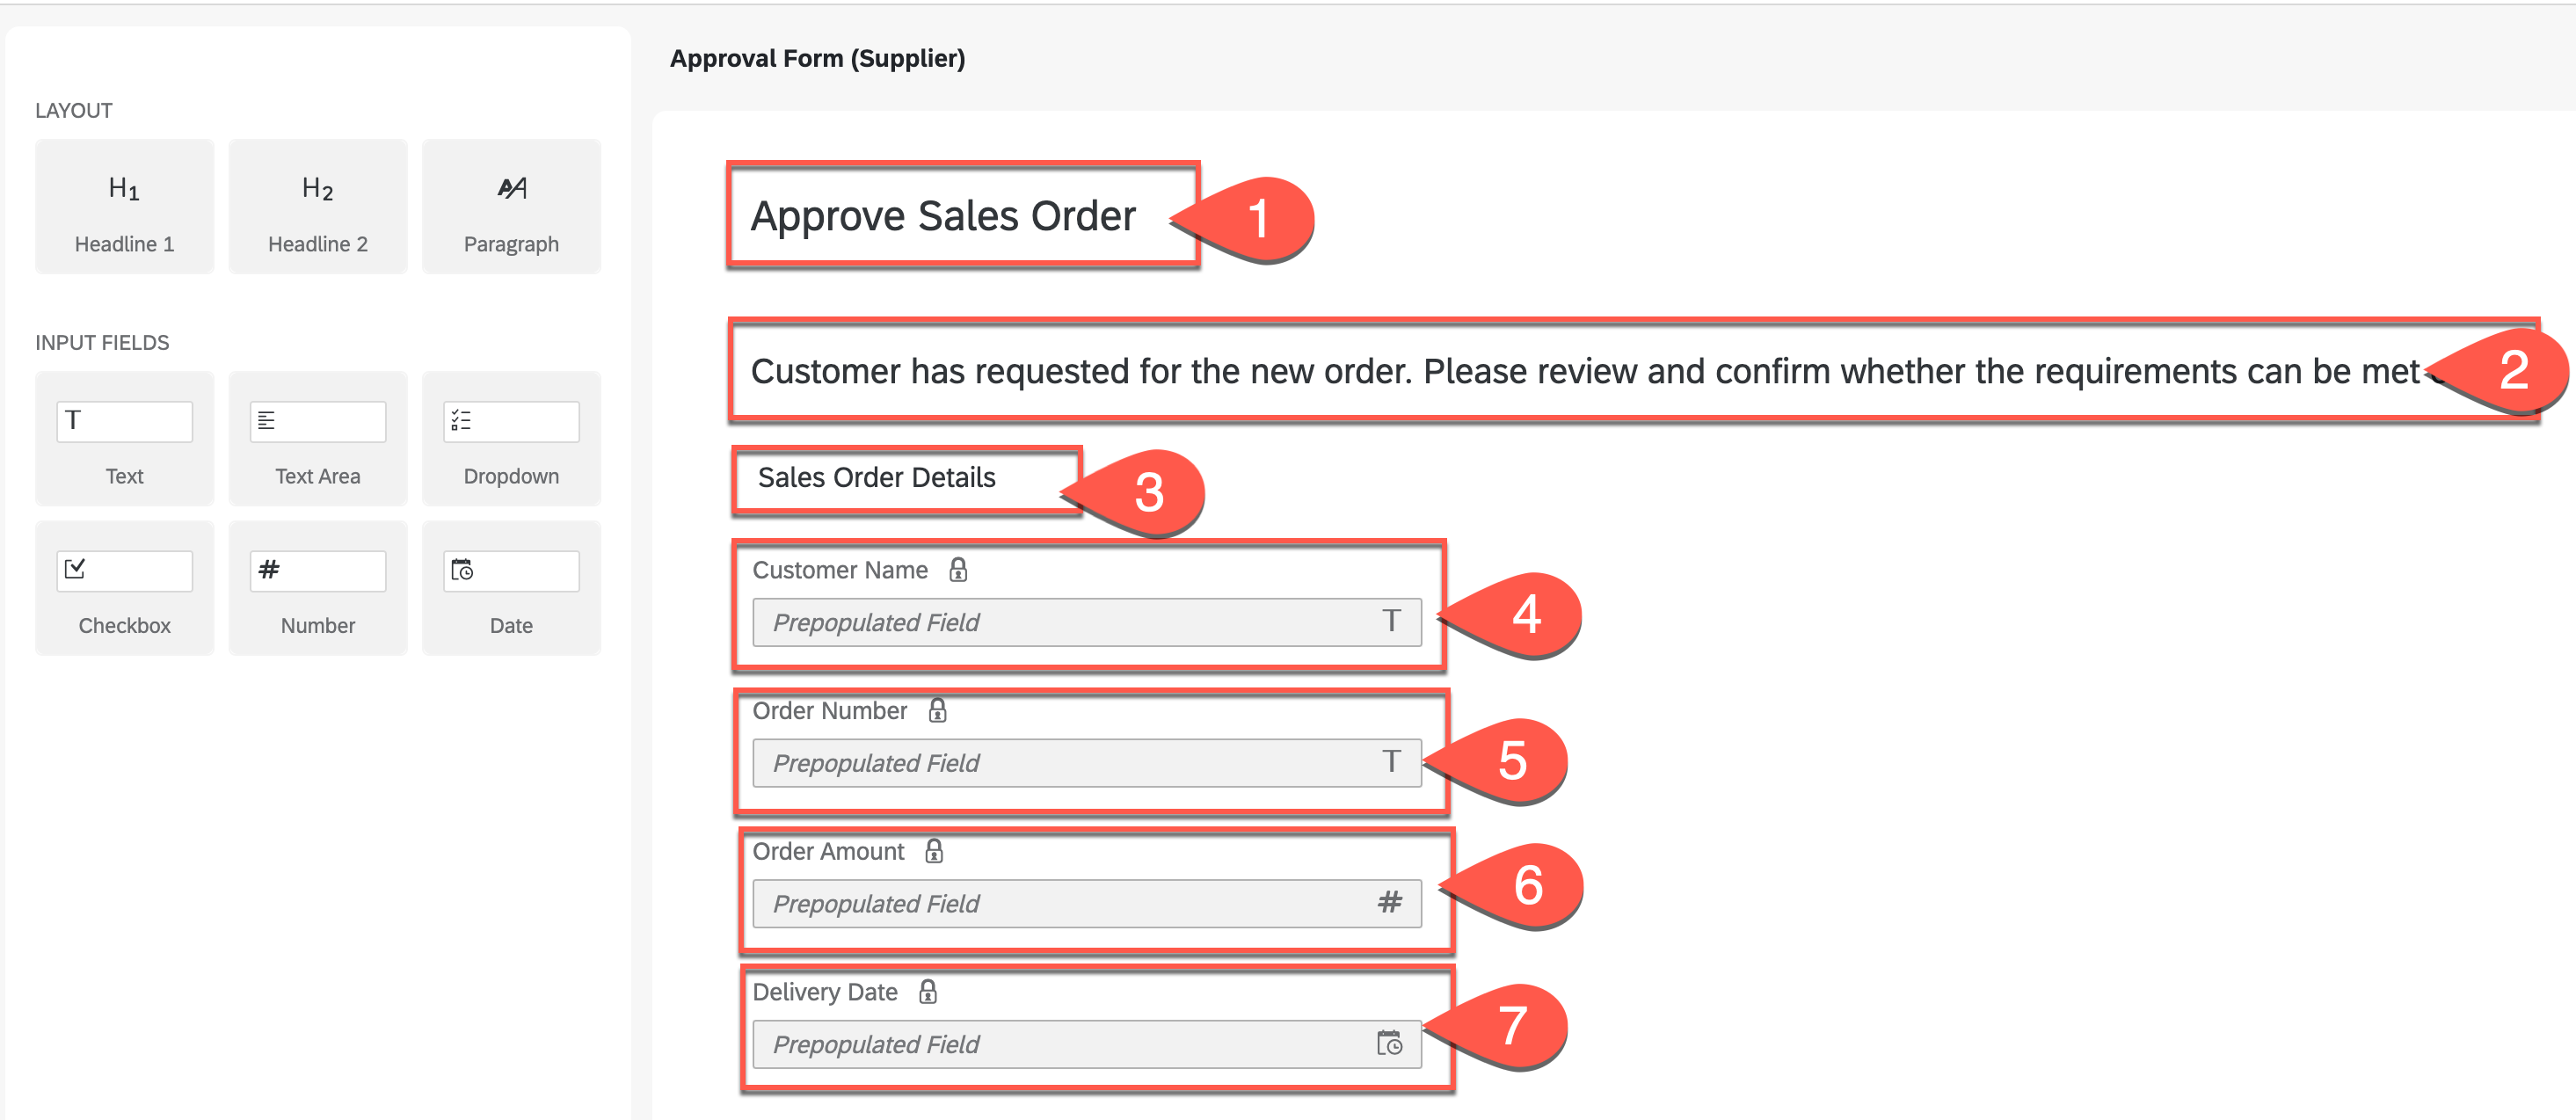 Approval Form (Supplier)
LAYOUT
H1 H2 AA
Headline 1 Headline 2 Paragraph
INPUT FIELDS
T
Text Text Area Dropdown
#
Checkbox Number Date
Approve Sales Order 1
Customer has requested for the new order. Please review and confirm whether the requirements can be met 2
Sales Order Details 3
Customer Name
Prepopulated Field T 4
Order Number
Prepopulated Field T 5
Order Amount
Prepopulated Field # 6
Delivery Date
Prepopulated Field 7